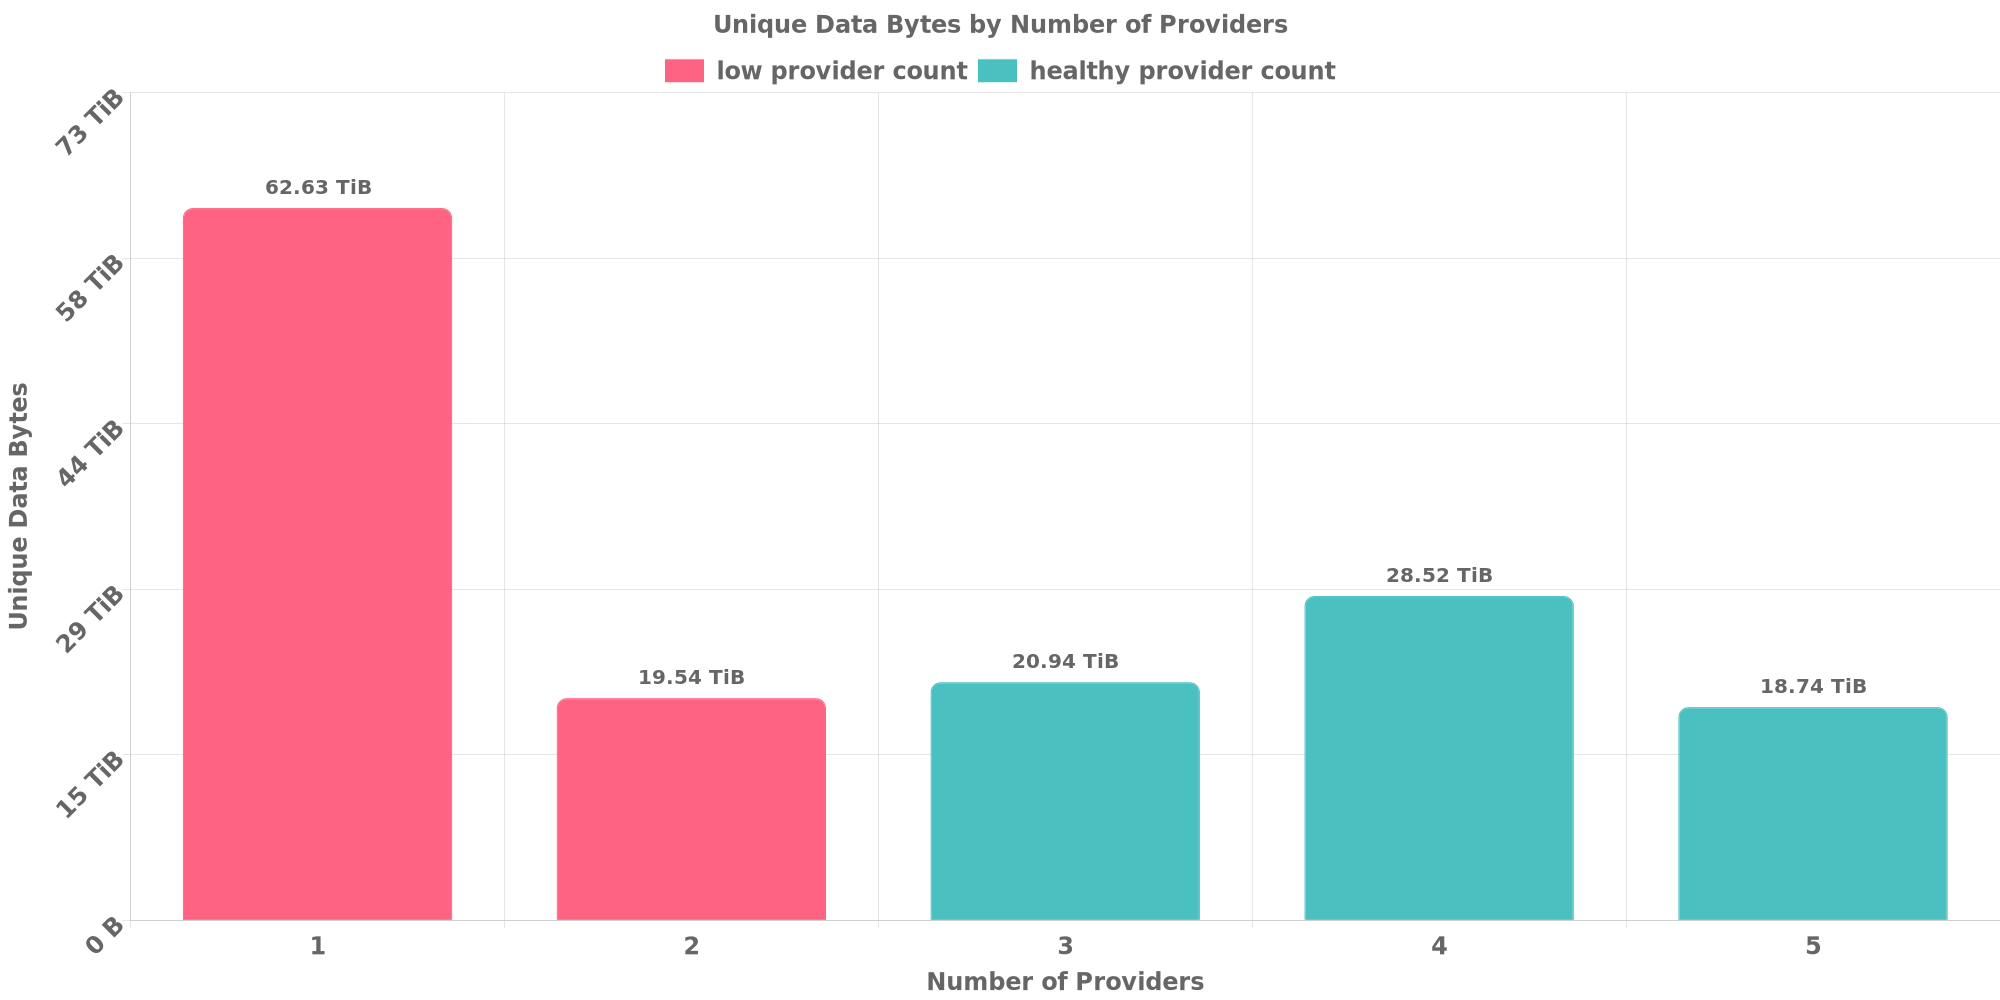 Unique Data Bytes by Number of Providers
low provider count
healthy provider count
73 TiB
58 TiB
44 TiB
29 TiB
15 TiB
0 B
Unique Data Bytes
62.63 TiB
19.54 TiB
20.94 TiB
28.52 TiB
18.74 TiB
1
2
3
4
5
Number of Providers